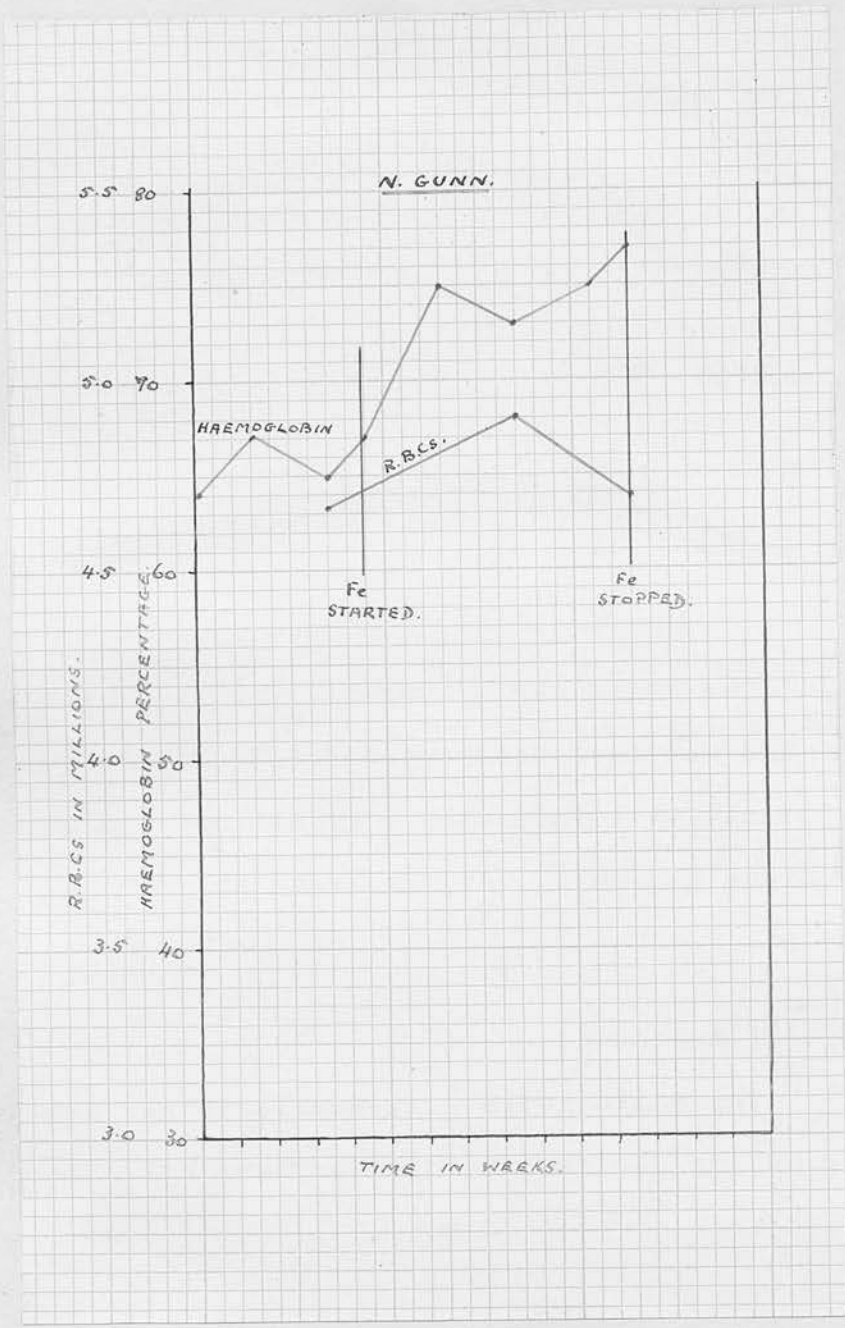 N. GUNN.
5.5 80
5.0 70
HAEMOGLOBIN
R.B.Cs.
4.5 60
Fe
STARTED.
Fe
STOPPED.
R.B.CS IN MILLIONS.
HAEMOGLOBIN PERCENTAGE.
4.0 50
3.5 40
3.0 30
TIME IN WEEKS.